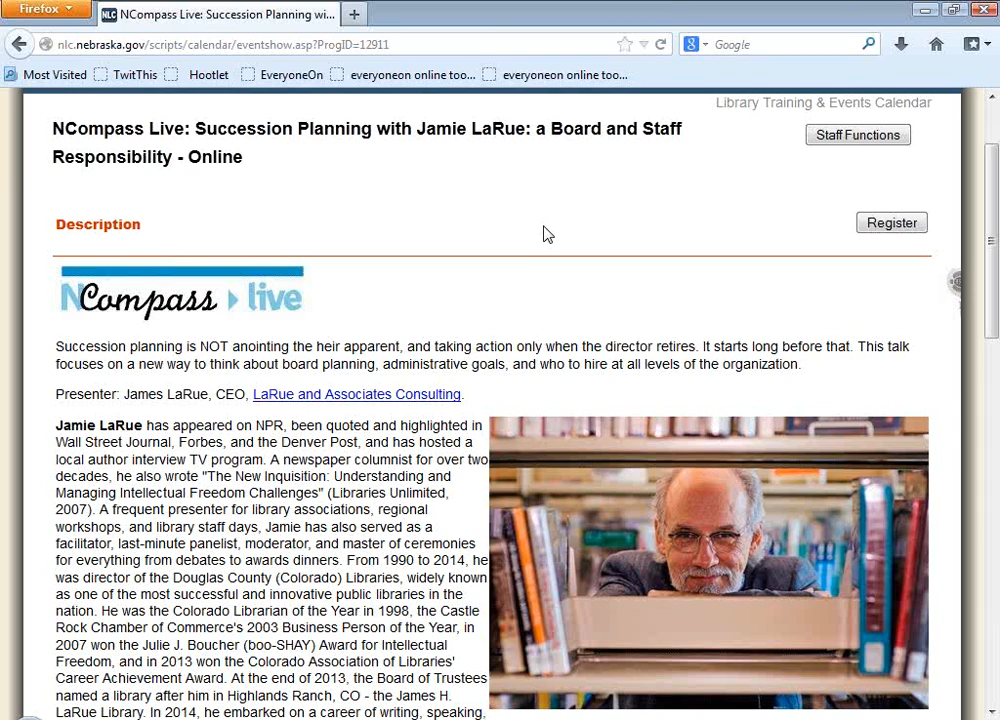 Firefox
NCompass Live: Succession Planning wi...
nlc.nebraska.gov/scripts/calendar/eventshow.asp?ProgID=12911
Google
Most Visited TwitThis Hootlet EveryoneOn everyoneon online too... everyoneon online too...
Library Training & Events Calendar
NCompass Live: Succession Planning with Jamie LaRue: a Board and Staff
Responsibility - Online
Staff Functions
Description
Register
NCompass live
Succession planning is NOT anointing the heir apparent, and taking action only when the director retires. It starts long before that. This talk
focuses on a new way to think about board planning, administrative goals, and who to hire at all levels of the organization.
Presenter: James LaRue, CEO, LaRue and Associates Consulting.
Jamie LaRue has appeared on NPR, been quoted and highlighted in
Wall Street Journal, Forbes, and the Denver Post, and has hosted a
local author interview TV program. A newspaper columnist for over two
decades, he also wrote "The New Inquisition: Understanding and
Managing Intellectual Freedom Challenges" (Libraries Unlimited,
2007). A frequent presenter for library associations, regional
workshops, and library staff days, Jamie has also served as a
facilitator, last-minute panelist, moderator, and master of ceremonies
for everything from debates to awards dinners. From 1990 to 2014, he
was director of the Douglas County (Colorado) Libraries, widely known
as one of the most successful and innovative public libraries in the
nation. He was the Colorado Librarian of the Year in 1998, the Castle
Rock Chamber of Commerce's 2003 Business Person of the Year, in
2007 won the Julie J. Boucher (boo-SHAY) Award for Intellectual
Freedom, and in 2013 won the Colorado Association of Libraries'
Career Achievement Award. At the end of 2013, the Board of Trustees
named a library after him in Highlands Ranch, CO - the James H.
LaRue Library. In 2014, he embarked on a career of writing, speaking,